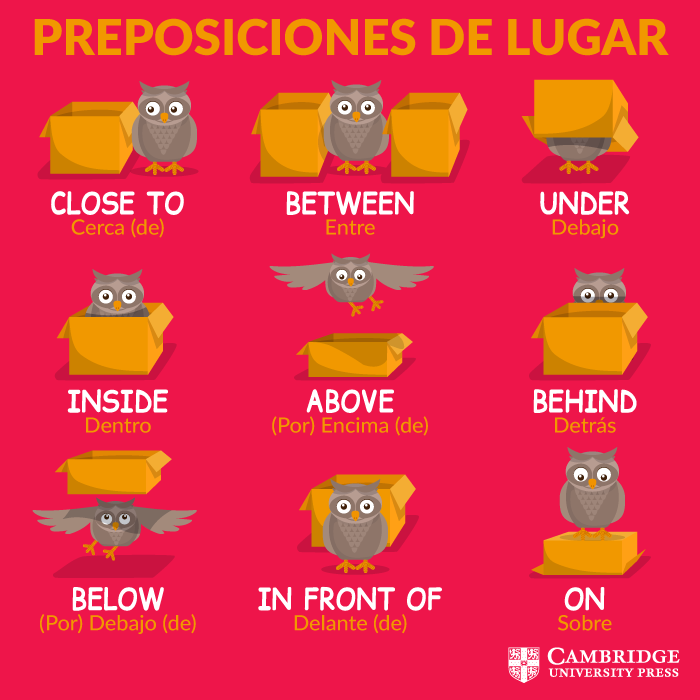 PREPOSICIONES DE LUGAR
CLOSE TO
Cerca (de)
BETWEEN
Entre
UNDER
Debajo
INSIDE
Dentro
ABOVE
(Por) Encima (de)
BEHIND
Detrás
BELOW
(Por) Debajo (de)
IN FRONT OF
Delante (de)
ON
Sobre
CAMBRIDGE
UNIVERSITY PRESS